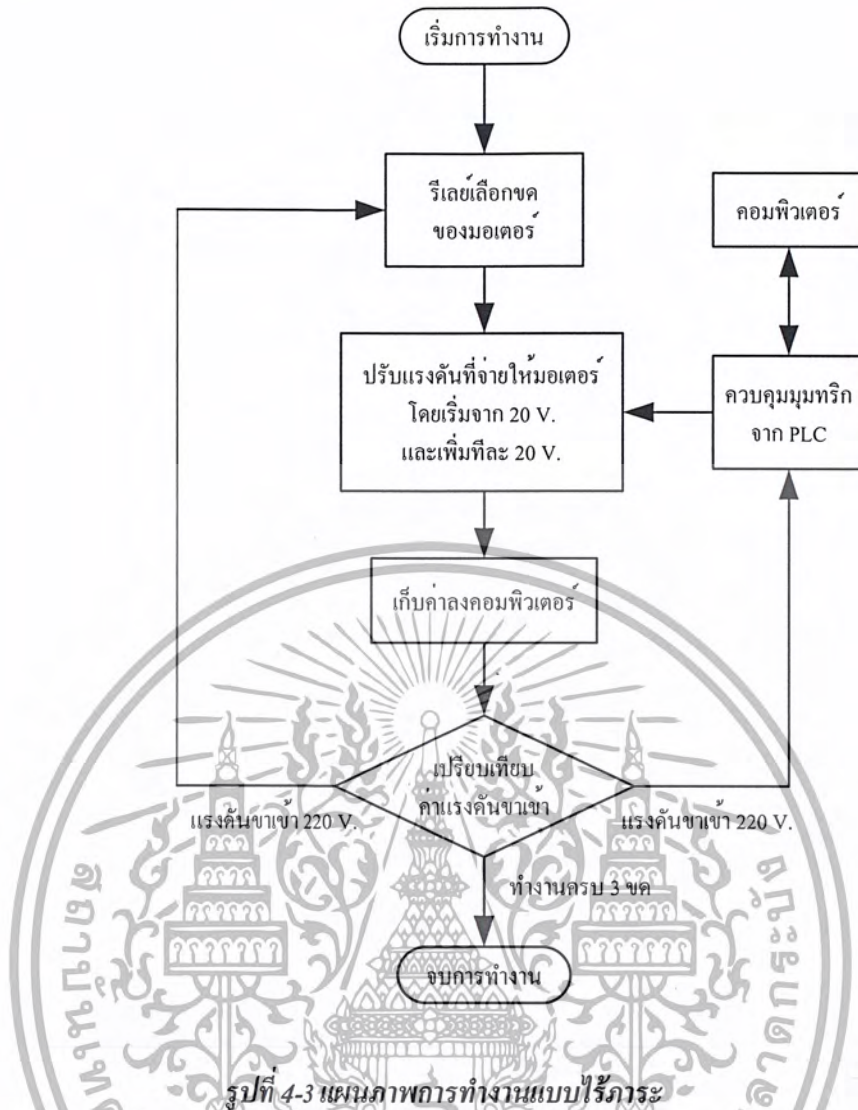 เริ่มการทำงาน
รีเลย์เลือกขด
ของมอเตอร์
คอมพิวเตอร์
ปรับแรงดันที่จ่ายให้มอเตอร์
โดยเริ่มจาก 20 V.
และเพิ่มทีละ 20 V.
ควบคุมมุมทริก
จาก PLC
เก็บค่าลงคอมพิวเตอร์
เปรียบเทียบ
ค่าแรงดันขาเข้า
แรงดันขาเข้า 220 V.
แรงดันขาเข้า 220 V.
ทำงานครบ 3 ขด
จบการทำงาน
รูปที่ 4-3 แผนภาพการทำงานแบบไร้ภาระ